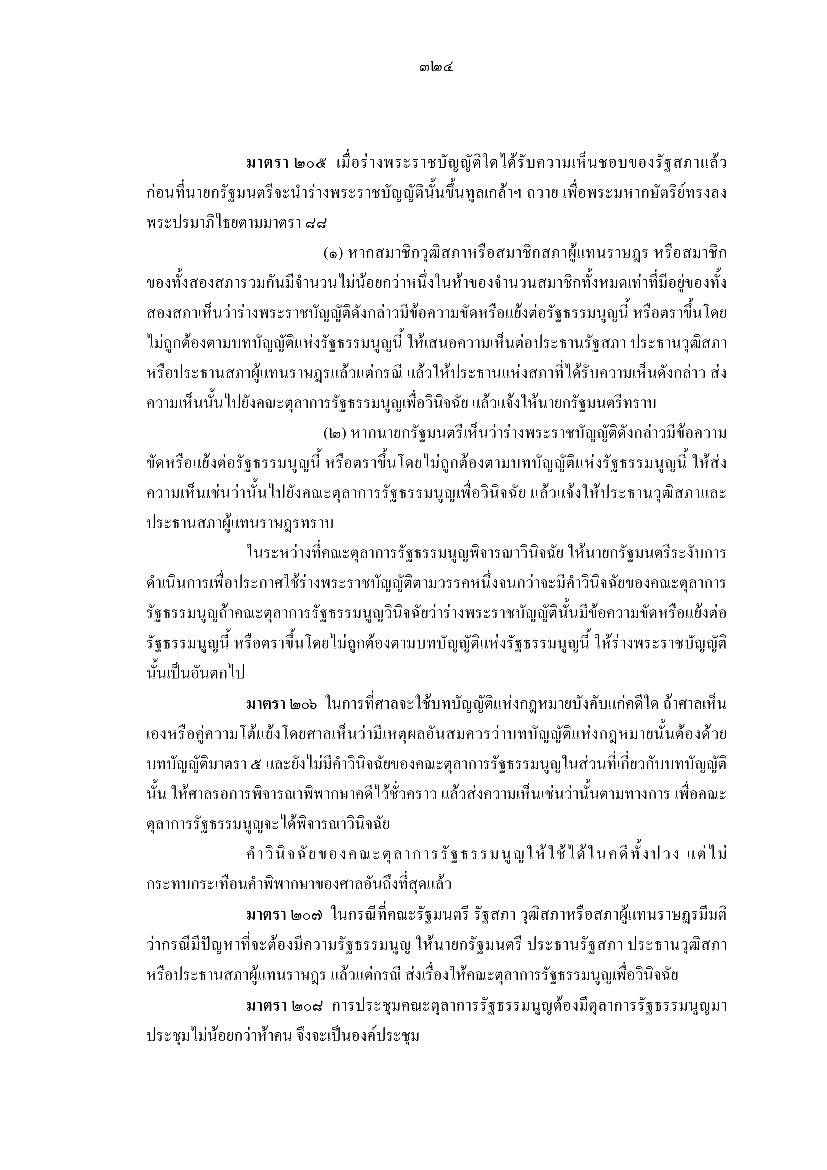 ๓๒๔
มาตรา ๒๐๕ เมื่อร่างพระราชบัญญัติใดได้รับความเห็นชอบของรัฐสภาแล้ว
ก่อนที่นายกรัฐมนตรีจะนำร่างพระราชบัญญัตินั้นขึ้นทูลเกล้าฯ ถวาย เพื่อพระมหากษัตริย์ทรงลง
พระปรมาภิไธยตามมาตรา ๘๘
(๑) หากสมาชิกวุฒิสภาหรือสมาชิกสภาผู้แทนราษฎร หรือสมาชิก
ของทั้งสองสภารวมกันมีจำนวนไม่น้อยกว่าหนึ่งในห้าของจำนวนสมาชิกทั้งหมดเท่าที่มีอยู่ของทั้ง
สองสภาเห็นว่าร่างพระราชบัญญัติดังกล่าวมีข้อความขัดหรือแย้งต่อรัฐธรรมนูญนี้ หรือตราขึ้นโดย
ไม่ถูกต้องตามบทบัญญัติแห่งรัฐธรรมนูญนี้ ให้เสนอความเห็นต่อประธานรัฐสภา ประธานวุฒิสภา
หรือประธานสภาผู้แทนราษฎรแล้วแต่กรณี แล้วให้ประธานแห่งสภาที่ได้รับความเห็นดังกล่าว ส่ง
ความเห็นนั้นไปยังคณะตุลาการรัฐธรรมนูญเพื่อวินิจฉัย แล้วแจ้งให้นายกรัฐมนตรีทราบ
(๒) หากนายกรัฐมนตรีเห็นว่าร่างพระราชบัญญัติดังกล่าวมีข้อความ
ขัดหรือแย้งต่อรัฐธรรมนูญนี้ หรือตราขึ้นโดยไม่ถูกต้องตามบทบัญญัติแห่งรัฐธรรมนูญนี้ ให้ส่ง
ความเห็นเช่นว่านั้นไปยังคณะตุลาการรัฐธรรมนูญเพื่อวินิจฉัย แล้วแจ้งให้ประธานวุฒิสภาและ
ประธานสภาผู้แทนราษฎรทราบ
ในระหว่างที่คณะตุลาการรัฐธรรมนูญพิจารณาวินิจฉัย ให้นายกรัฐมนตรีระงับการ
ดำเนินการเพื่อประกาศใช้ร่างพระราชบัญญัติตามวรรคหนึ่งจนกว่าจะมีคำวินิจฉัยของคณะตุลาการ
รัฐธรรมนูญถ้าคณะตุลาการรัฐธรรมนูญวินิจฉัยว่าร่างพระราชบัญญัตินั้นมีข้อความขัดหรือแย้งต่อ
รัฐธรรมนูญนี้ หรือตราขึ้นโดยไม่ถูกต้องตามบทบัญญัติแห่งรัฐธรรมนูญนี้ ให้ร่างพระราชบัญญัติ
นั้นเป็นอันตกไป
มาตรา ๒๐๖ ในการที่ศาลจะใช้บทบัญญัติแห่งกฎหมายบังคับแก่คดีใด ถ้าศาลเห็น
เองหรือคู่ความโต้แย้งโดยศาลเห็นว่ามีเหตุผลอันสมควรว่าบทบัญญัติแห่งกฎหมายนั้นต้องด้วย
บทบัญญัติมาตรา ๕ และยังไม่มีคำวินิจฉัยของคณะตุลาการรัฐธรรมนูญในส่วนที่เกี่ยวกับบทบัญญัติ
นั้น ให้ศาลรอการพิจารณาพิพากษาคดีไว้ชั่วคราว แล้วส่งความเห็นเช่นว่านั้นตามทางการ เพื่อคณะ
ตุลาการรัฐธรรมนูญจะได้พิจารณาวินิจฉัย
คำวินิจฉัยของคณะตุลาการรัฐธรรมนูญให้ใช้ได้ในคดีทั้งปวง แต่ไม่
กระทบกระเทือนคำพิพากษาของศาลอันถึงที่สุดแล้ว
มาตรา ๒๐๗ ในกรณีที่คณะรัฐมนตรี รัฐสภา วุฒิสภาหรือสภาผู้แทนราษฎรมีมติ
ว่ากรณีมีปัญหาที่จะต้องมีความรัฐธรรมนูญ ให้นายกรัฐมนตรี ประธานรัฐสภา ประธานวุฒิสภา
หรือประธานสภาผู้แทนราษฎร แล้วแต่กรณี ส่งเรื่องให้คณะตุลาการรัฐธรรมนูญเพื่อวินิจฉัย
มาตรา ๒๐๘ การประชุมคณะตุลาการรัฐธรรมนูญต้องมีตุลาการรัฐธรรมนูญมา
ประชุมไม่น้อยกว่าห้าคน จึงจะเป็นองค์ประชุม